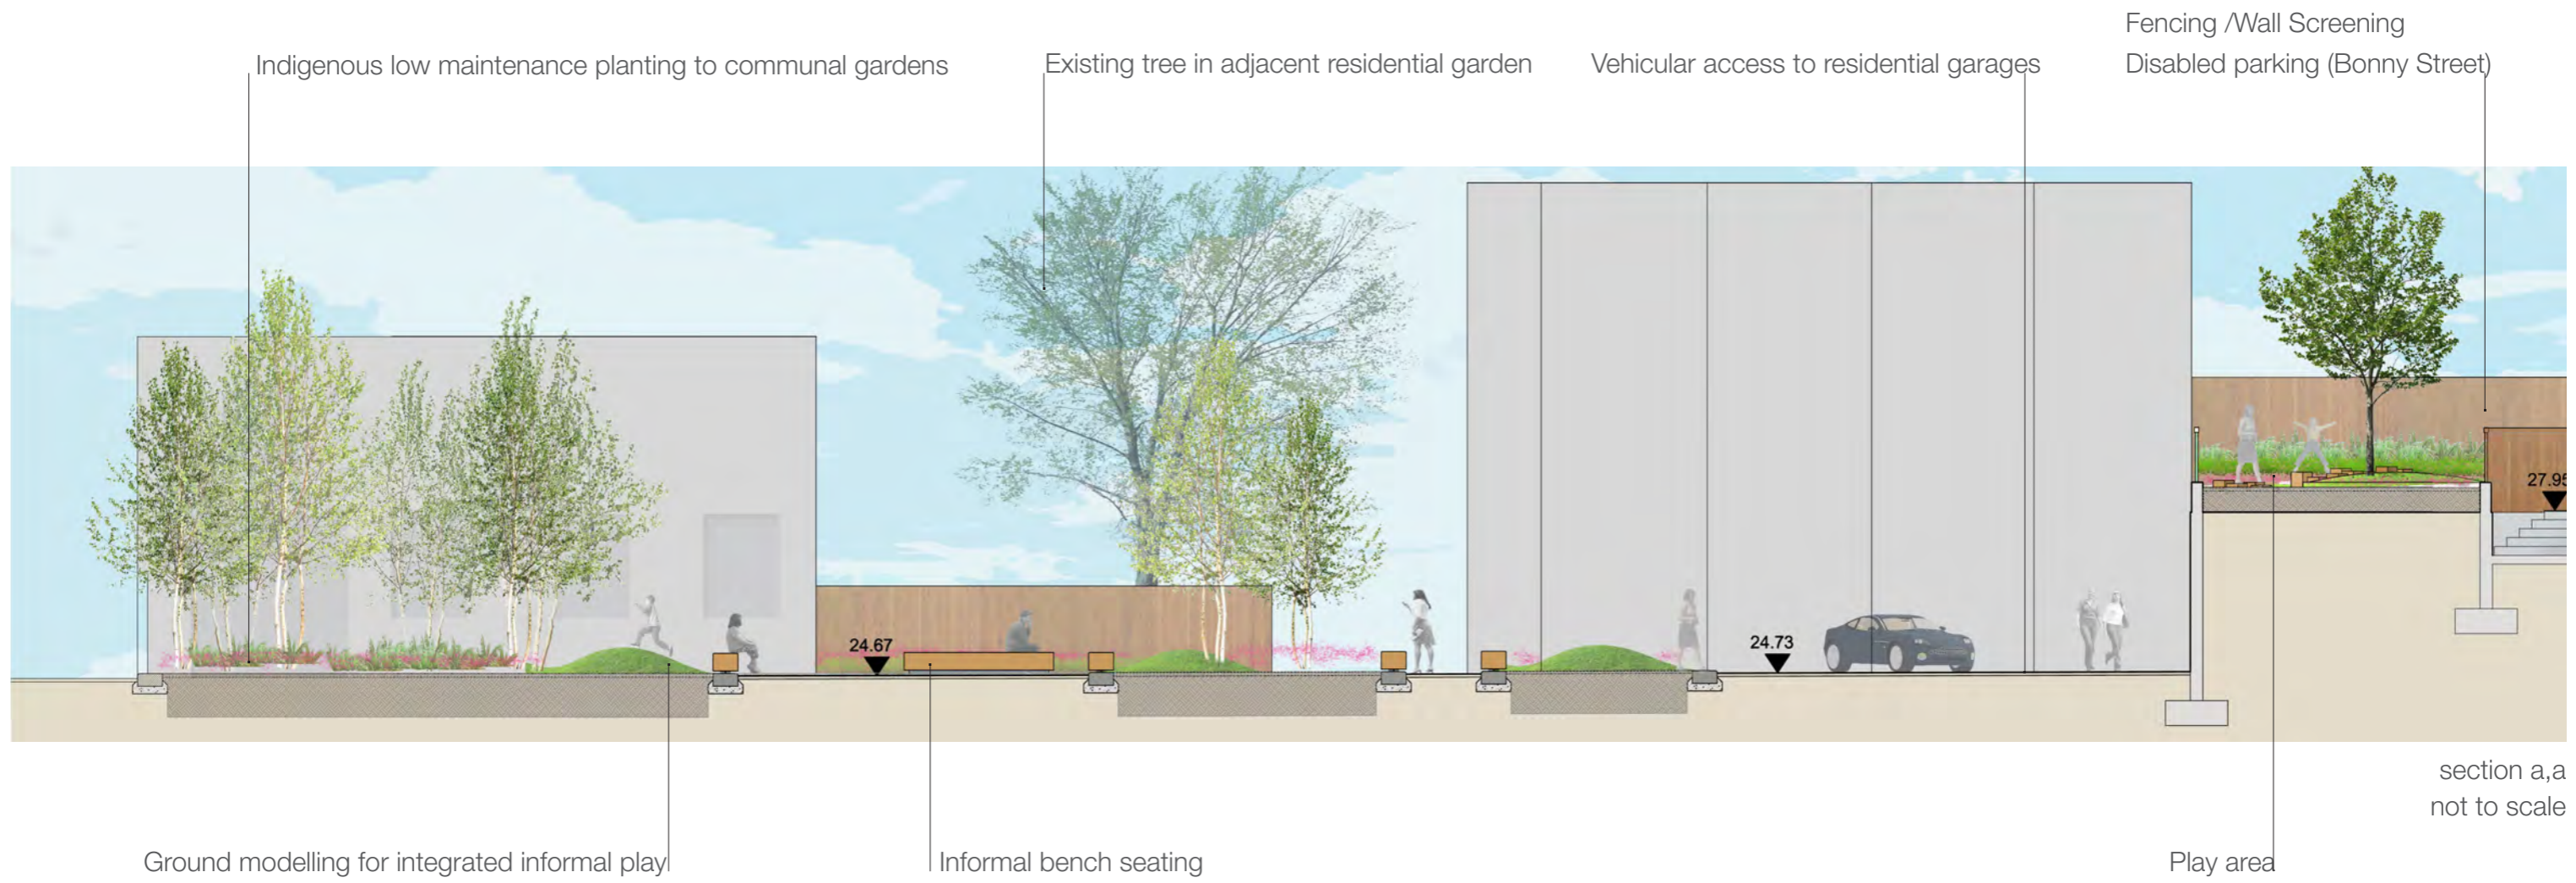 Fencing /Wall Screening
Indigenous low maintenance planting to communal gardens
Existing tree in adjacent residential garden
Vehicular access to residential garages
Disabled parking (Bonny Street)
27.95
24.67
24.73
section a,a
not to scale
Ground modelling for integrated informal play
Informal bench seating
Play area